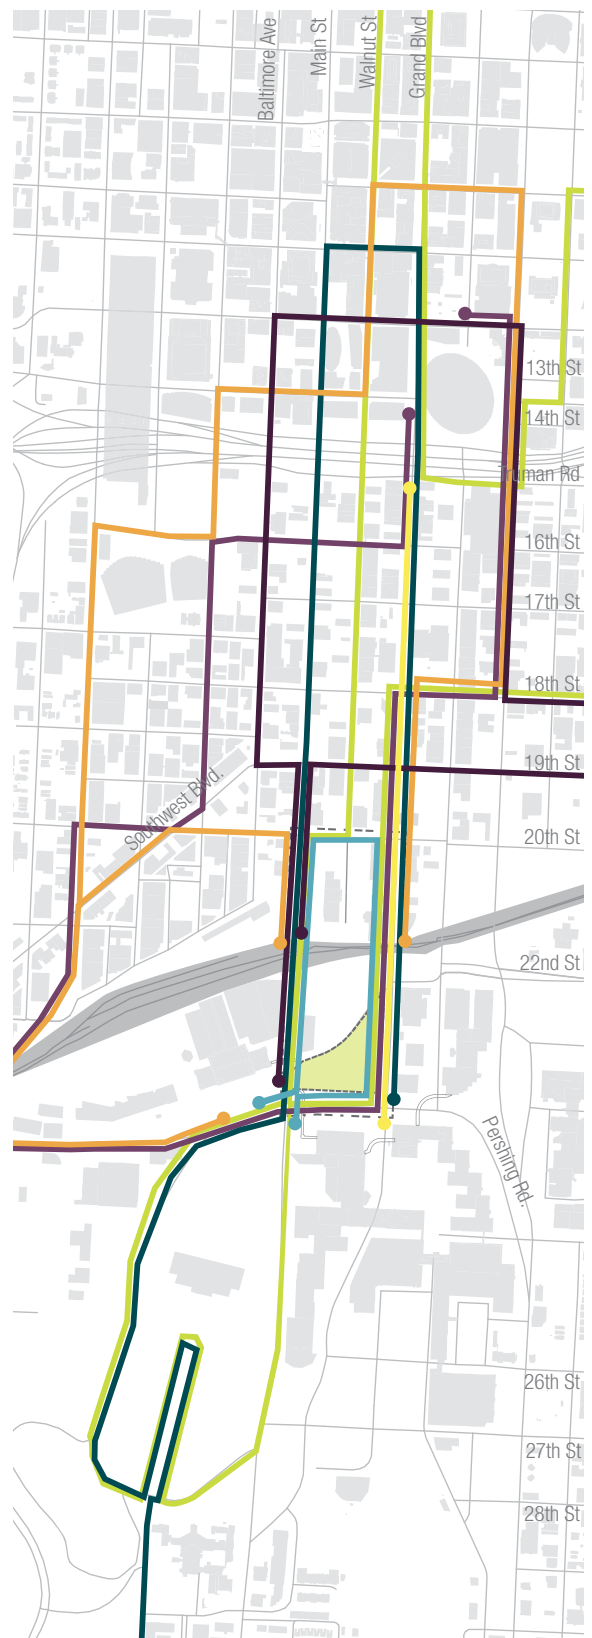 Baltimore Ave
Main St
Walnut St
Grand Blvd
13th St
14th St
Truman Rd
16th St
17th St
18th St
19th St
Southwest Blvd.
20th St
22nd St
Pershing Rd.
26th St
27th St
28th St